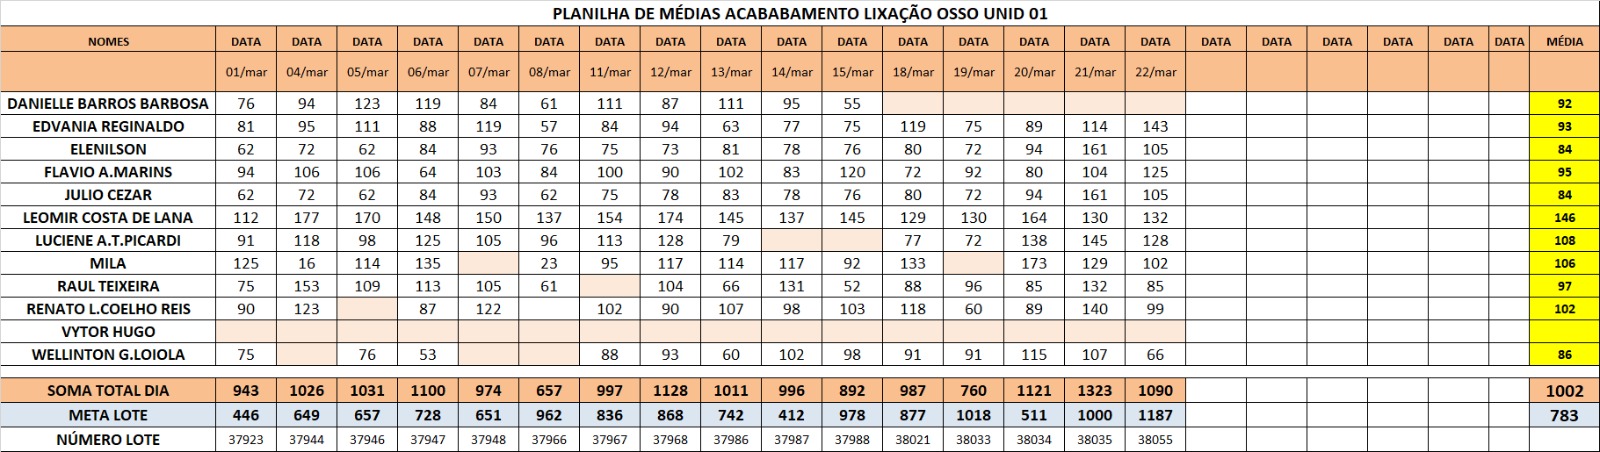 PLANILHA DE MÉDIAS ACABABAMENTO LIXAÇÃO OSSO UNID 01
NOMES DATA DATA DATA DATA DATA DATA DATA DATA DATA DATA DATA DATA DATA DATA DATA DATA DATA DATA DATA DATA DATA DATA MÉDIA
01/mar 04/mar 05/mar 06/mar 07/mar 08/mar 11/mar 12/mar 13/mar 14/mar 15/mar 18/mar 19/mar 20/mar 21/mar 22/mar
DANIELLE BARROS BARBOSA 76 94 123 119 84 61 111 87 111 95 55 92
EDVANIA REGINALDO 81 95 111 88 119 57 84 94 63 77 75 119 75 89 114 143 93
ELENILSON 62 72 62 84 93 76 75 73 81 78 76 80 72 94 161 105 84
FLAVIO A.MARINS 94 106 106 64 103 84 100 90 102 83 120 72 92 80 104 125 95
JULIO CEZAR 62 72 62 84 93 62 75 78 83 78 76 80 72 94 161 105 84
LEOMIR COSTA DE LANA 112 177 170 148 150 137 154 174 145 137 145 129 130 164 130 132 146
LUCIENE A.T.PICARDI 91 118 98 125 105 96 113 128 79 77 72 138 145 128 108
MILA 125 16 114 135 23 95 117 114 117 92 133 173 129 102 106
RAUL TEIXEIRA 75 153 109 113 105 61 104 66 131 52 88 96 85 132 85 97
RENATO L.COELHO REIS 90 123 87 122 102 90 107 98 103 118 60 89 140 99 102
VYTOR HUGO
WELLINTON G.LOIOLA 75 76 53 88 93 60 102 98 91 91 115 107 66 86
SOMA TOTAL DIA 943 1026 1031 1100 974 657 997 1128 1011 996 892 987 760 1121 1323 1090 1002
META LOTE 446 649 657 728 651 962 836 868 742 412 978 877 1018 511 1000 1187 783
NÚMERO LOTE 37923 37944 37946 37947 37948 37966 37967 37968 37986 37987 37988 38021 38033 38034 38035 38055